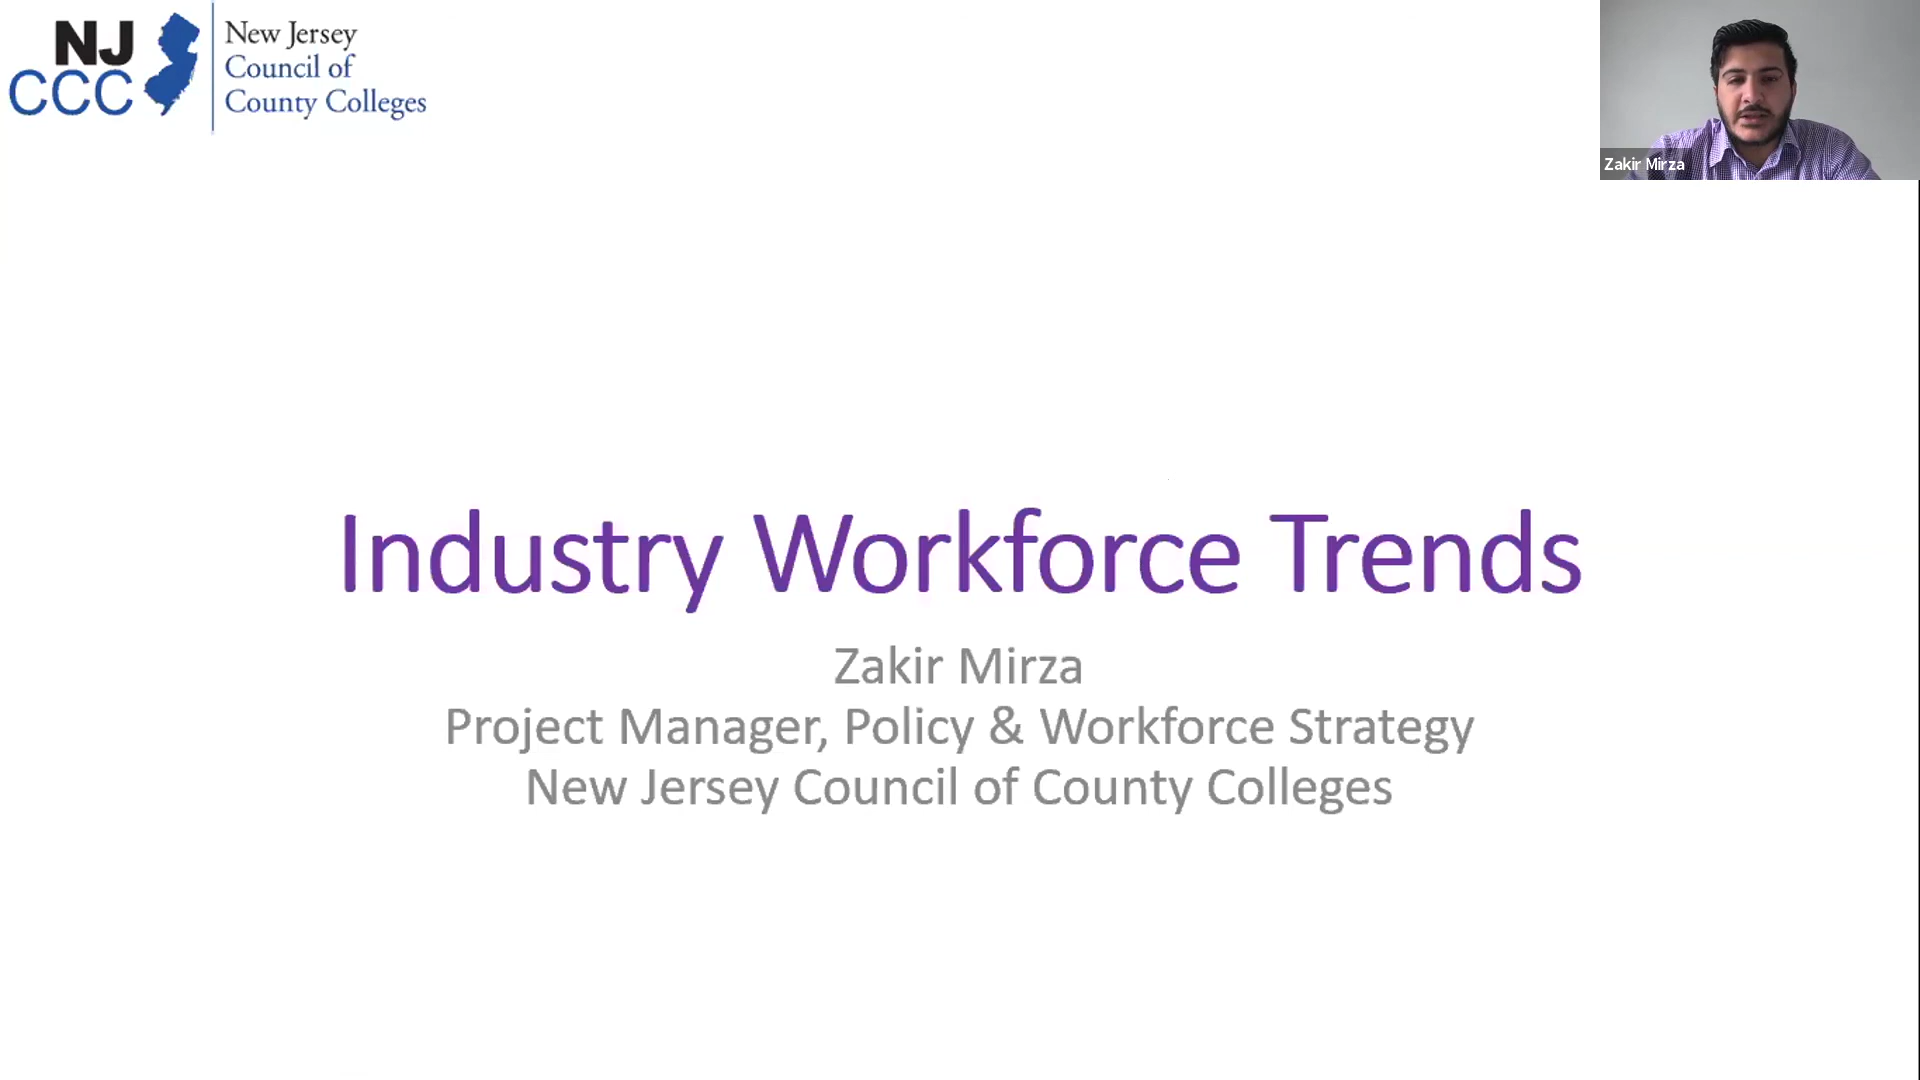 NJ
CCC
New Jersey
Council of
County Colleges
Zakir Mirza
Industry Workforce Trends
Zakir Mirza
Project Manager, Policy & Workforce Strategy
New Jersey Council of County Colleges